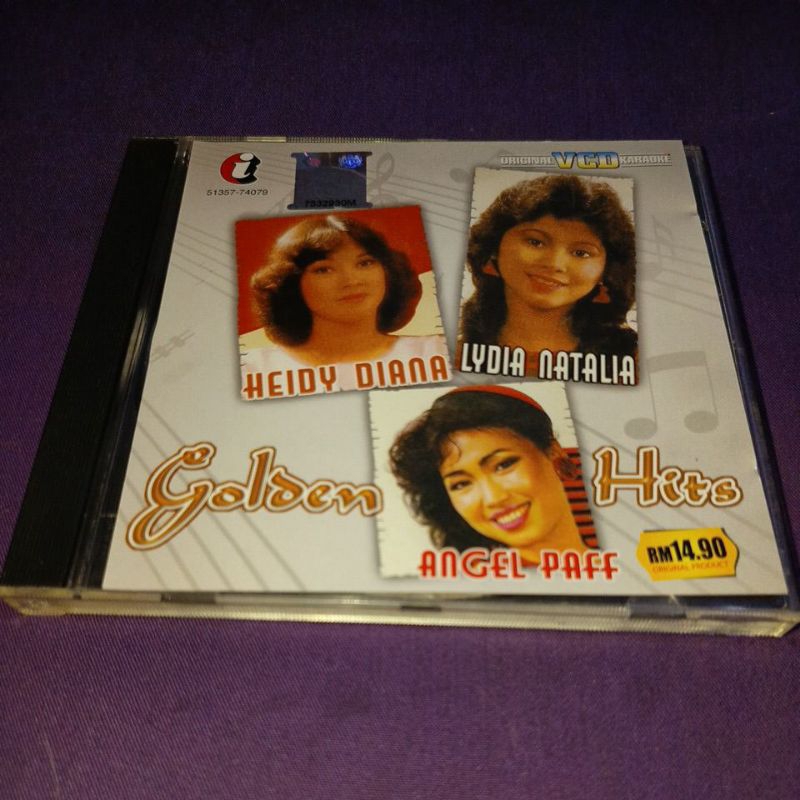 i
51357-74079
7532980M
ORIGINAL VCD KARAOKE
HEIDY DIANA
LYDIA NATALIA
Golden Hits
ANGEL PAFF
RM14.90
ORIGINAL PRODUCT